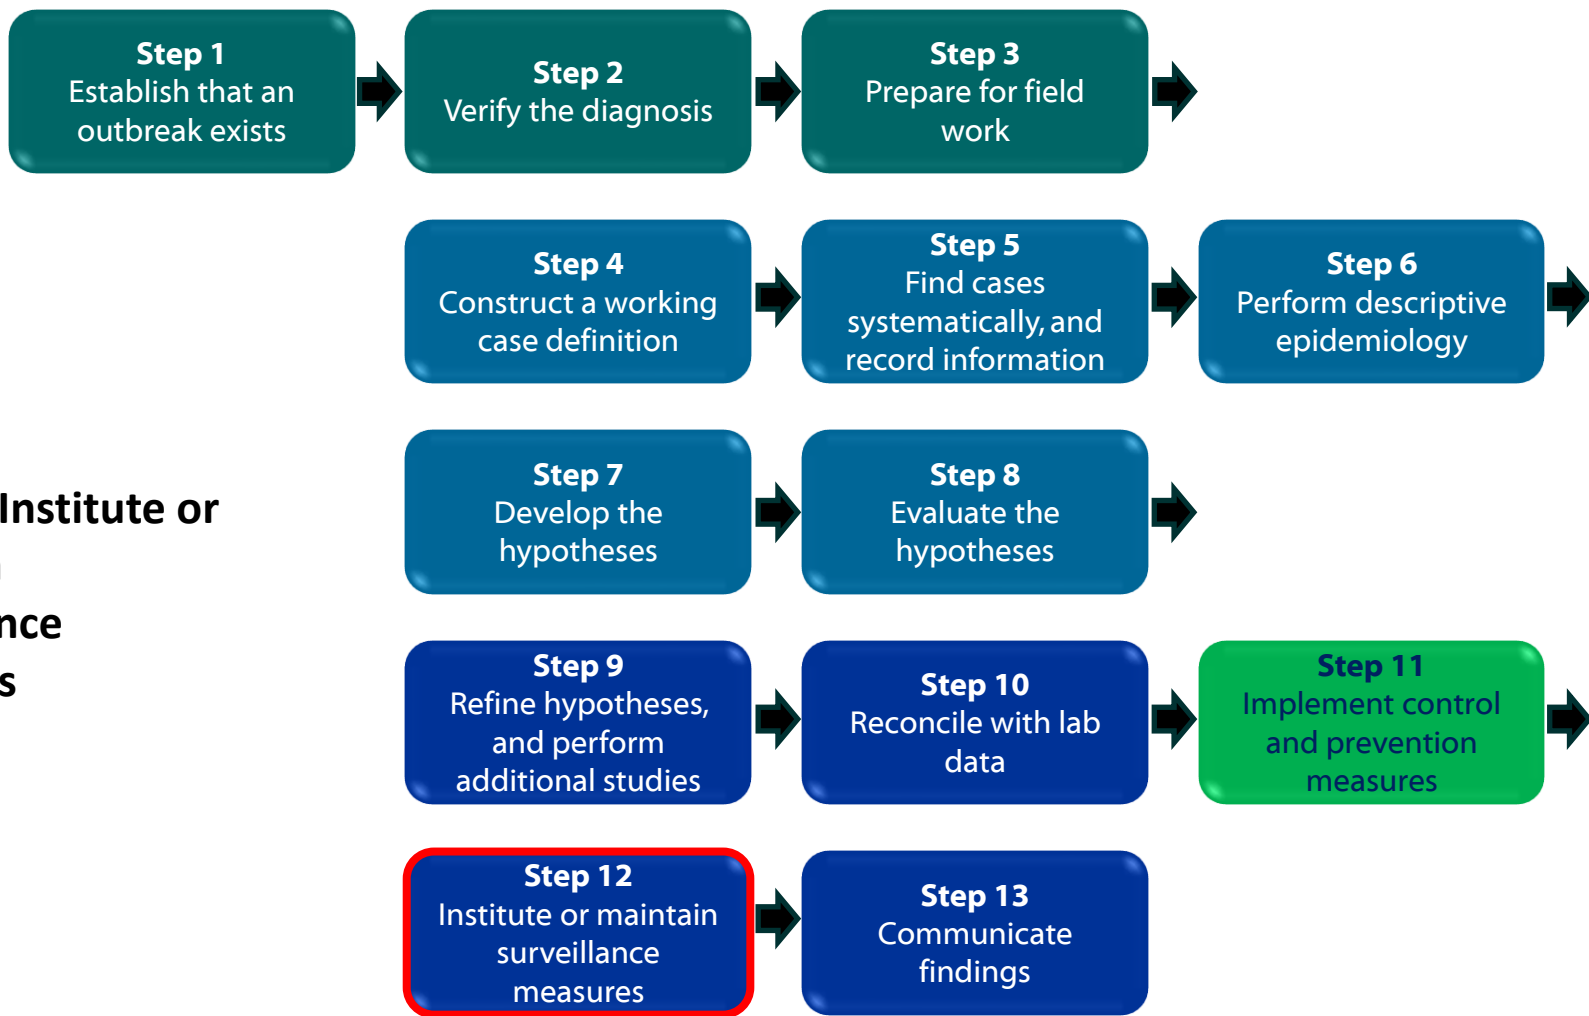 Step 1
Establish that an
outbreak exists
Step 2
Verify the diagnosis
Step 3
Prepare for field
work
Step 4
Construct a working
case definition
Step 5
Find cases
systematically, and
record information
Step 6
Perform descriptive
epidemiology
Institute or
Step 7
Develop the
hypotheses
Step 8
Evaluate the
hypotheses
Step 9
Refine hypotheses,
and perform
additional studies
Step 10
Reconcile with lab
data
Step 11
Implement control
and prevention
measures
Step 12
Institute or maintain
surveillance
measures
Step 13
Communicate
findings